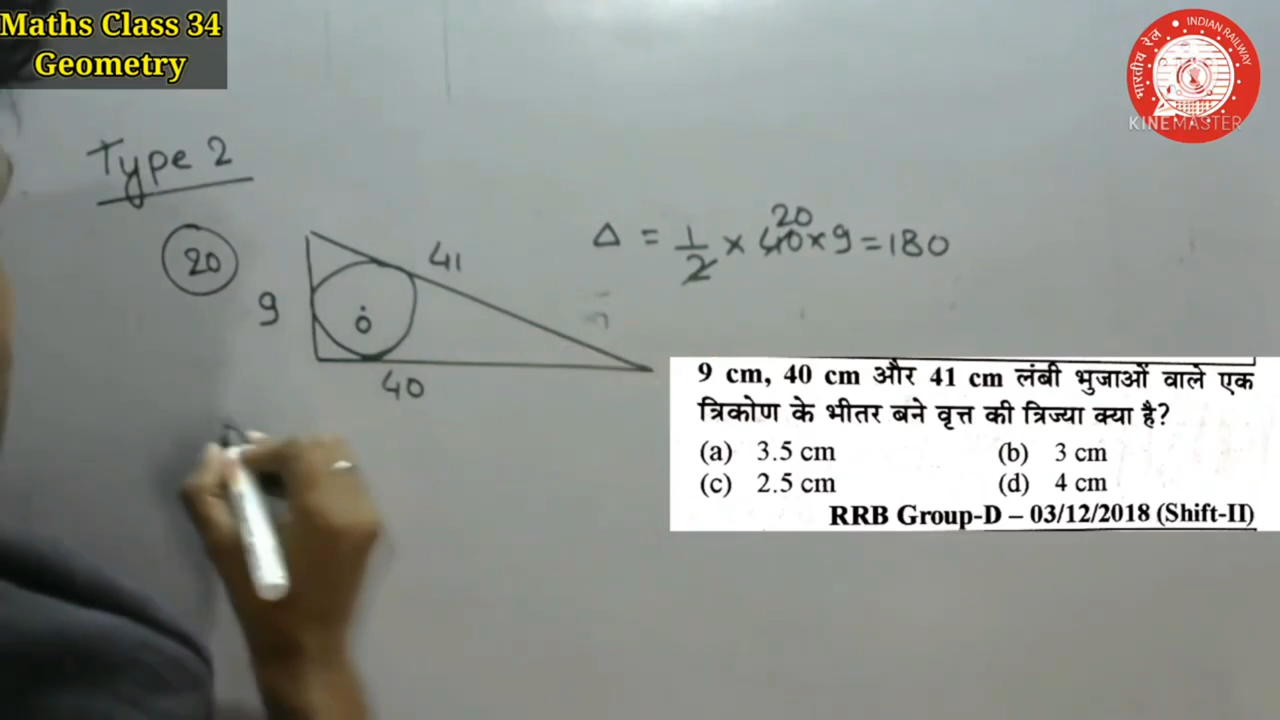 Maths Class 34
Geometry
भारतीय रेल
INDIAN RAILWAY
KINEMASTER
Type 2
20
9
41
40
O
Δ = 1/2 × 40 × 9 = 180
20
9 cm, 40 cm और 41 cm लंबी भुजाओं वाले एक
त्रिकोण के भीतर बने वृत्त की त्रिज्या क्या है?
(a) 3.5 cm (b) 3 cm
(c) 2.5 cm (d) 4 cm
RRB Group-D – 03/12/2018 (Shift-II)